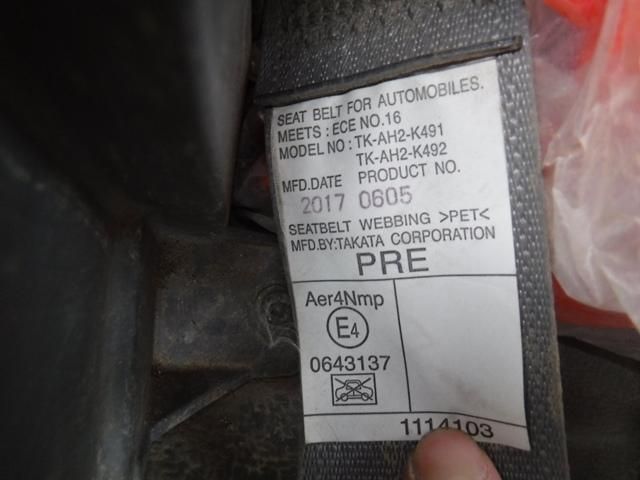 SEAT BELT FOR AUTOMOBILES.
MEETS : ECE NO.16
MODEL NO : TK-AH2-K491
TK-AH2-K492
MFD.DATE PRODUCT NO.
2017 0605
SEATBELT WEBBING >PET<
MFD.BY:TAKATA CORPORATION
PRE
Aer4Nmp
E4
0643137
1114103